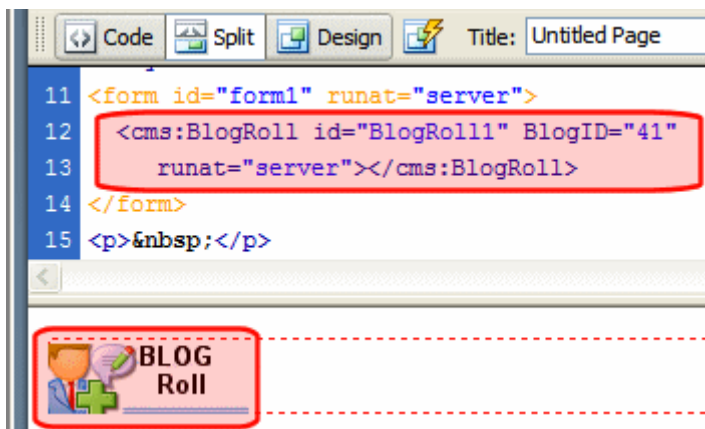 Code Split Design Title: Untitled Page
11 <form id="form1" runat="server">
12 <cms:BlogRoll id="BlogRoll1" BlogID="41"
13 runat="server"></cms:BlogRoll>
14 </form>
15 <p>&nbsp;</p>
BLOG
Roll